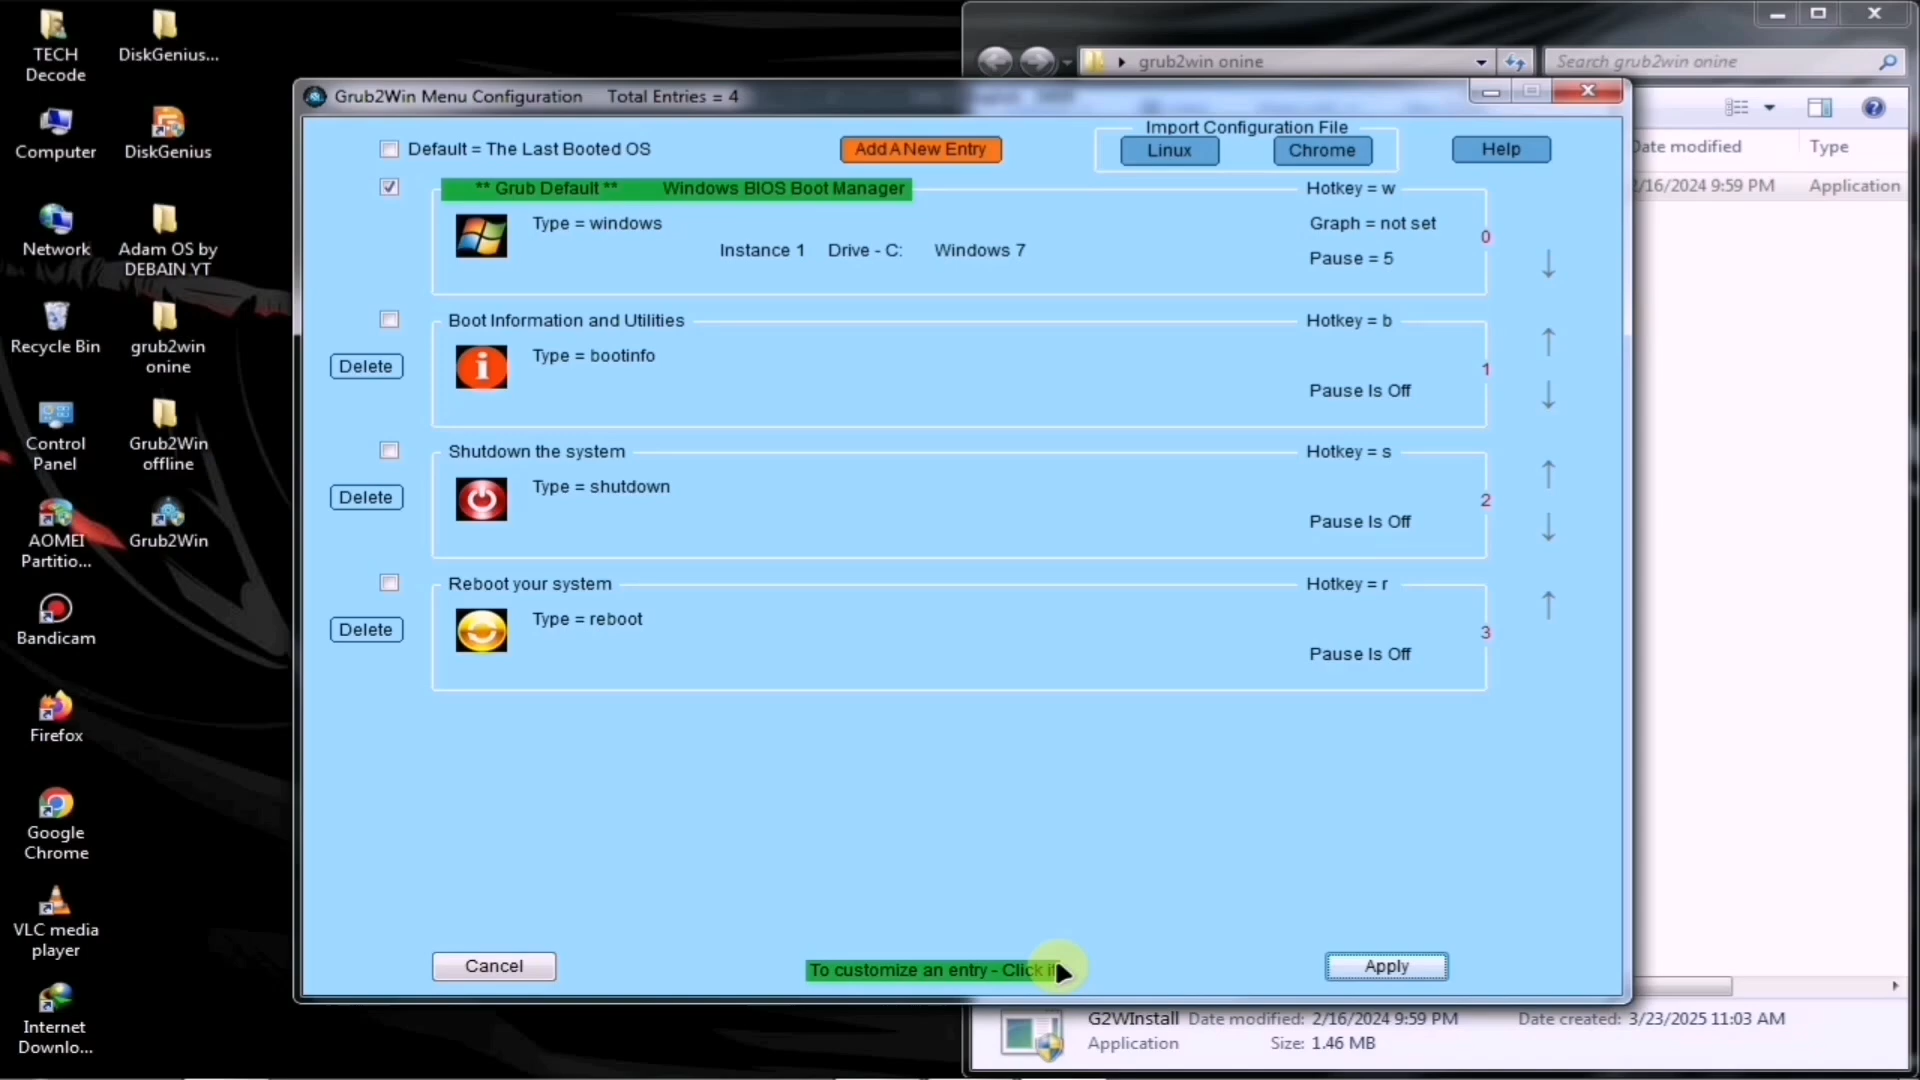 TECH
Decode
DiskGenius...
Computer
DiskGenius
Network
Adam OS by
DEBAIN YT
Recycle Bin
grub2win
onine
Control
Panel
Grub2Win
offline
AOMEI
Partitio...
Grub2Win
Bandicam
Firefox
Google
Chrome
VLC media
player
Internet
Downlo...
grub2win onine
Search grub2win onine
Date modified
Type
2/16/2024 9:59 PM
Application
Grub2Win Menu Configuration Total Entries = 4
Default = The Last Booted OS
Add A New Entry
Import Configuration File
Linux
Chrome
Help
** Grub Default ** Windows BIOS Boot Manager
Hotkey = w
Type = windows
Graph = not set
0
Instance 1 Drive - C: Windows 7
Pause = 5
Boot Information and Utilities
Hotkey = b
Type = bootinfo
Delete
1
Pause Is Off
Shutdown the system
Hotkey = s
Type = shutdown
Delete
2
Pause Is Off
Reboot your system
Hotkey = r
Type = reboot
Delete
3
Pause Is Off
Cancel
To customize an entry - Click
Apply
G2WInstall Date modified: 2/16/2024 9:59 PM Date created: 3/23/2025 11:03 AM
Application Size: 1.46 MB